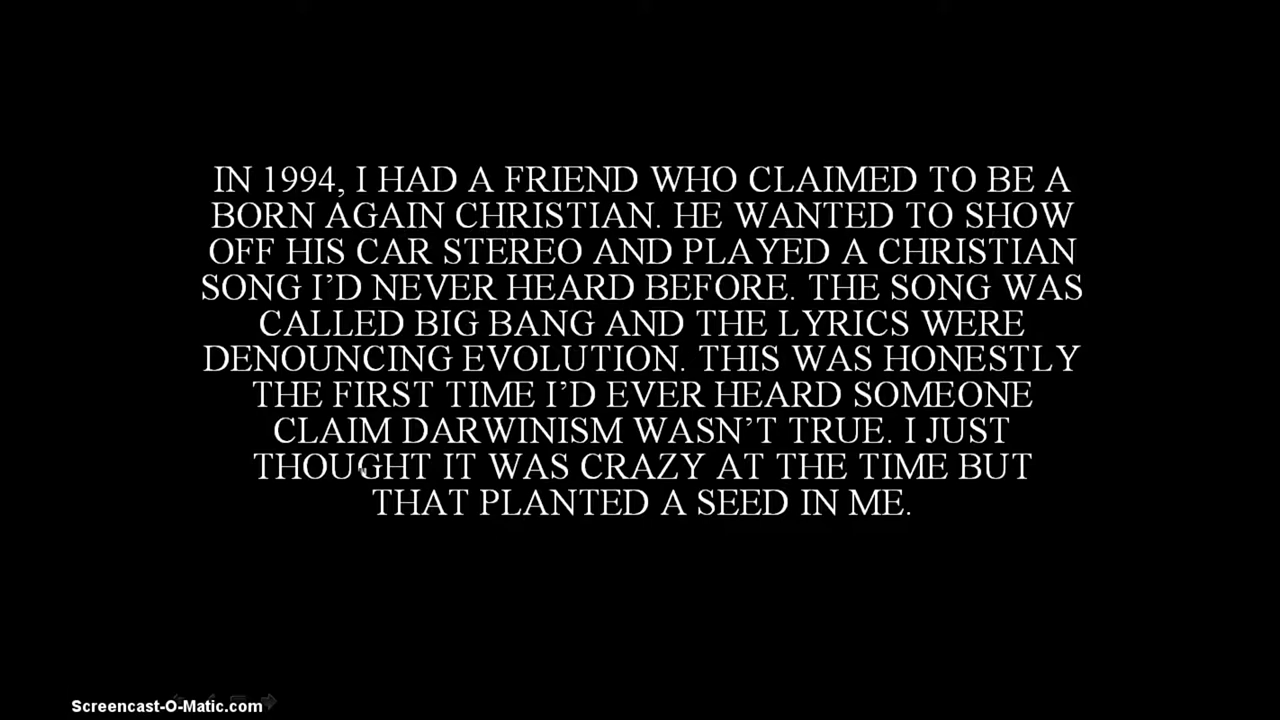 IN 1994, I HAD A FRIEND WHO CLAIMED TO BE A
BORN AGAIN CHRISTIAN. HE WANTED TO SHOW
OFF HIS CAR STEREO AND PLAYED A CHRISTIAN
SONG I’D NEVER HEARD BEFORE. THE SONG WAS
CALLED BIG BANG AND THE LYRICS WERE
DENOUNCING EVOLUTION. THIS WAS HONESTLY
THE FIRST TIME I’D EVER HEARD SOMEONE
CLAIM DARWINISM WASN’T TRUE. I JUST
THOUGHT IT WAS CRAZY AT THE TIME BUT
THAT PLANTED A SEED IN ME.
Screencast-O-Matic.com